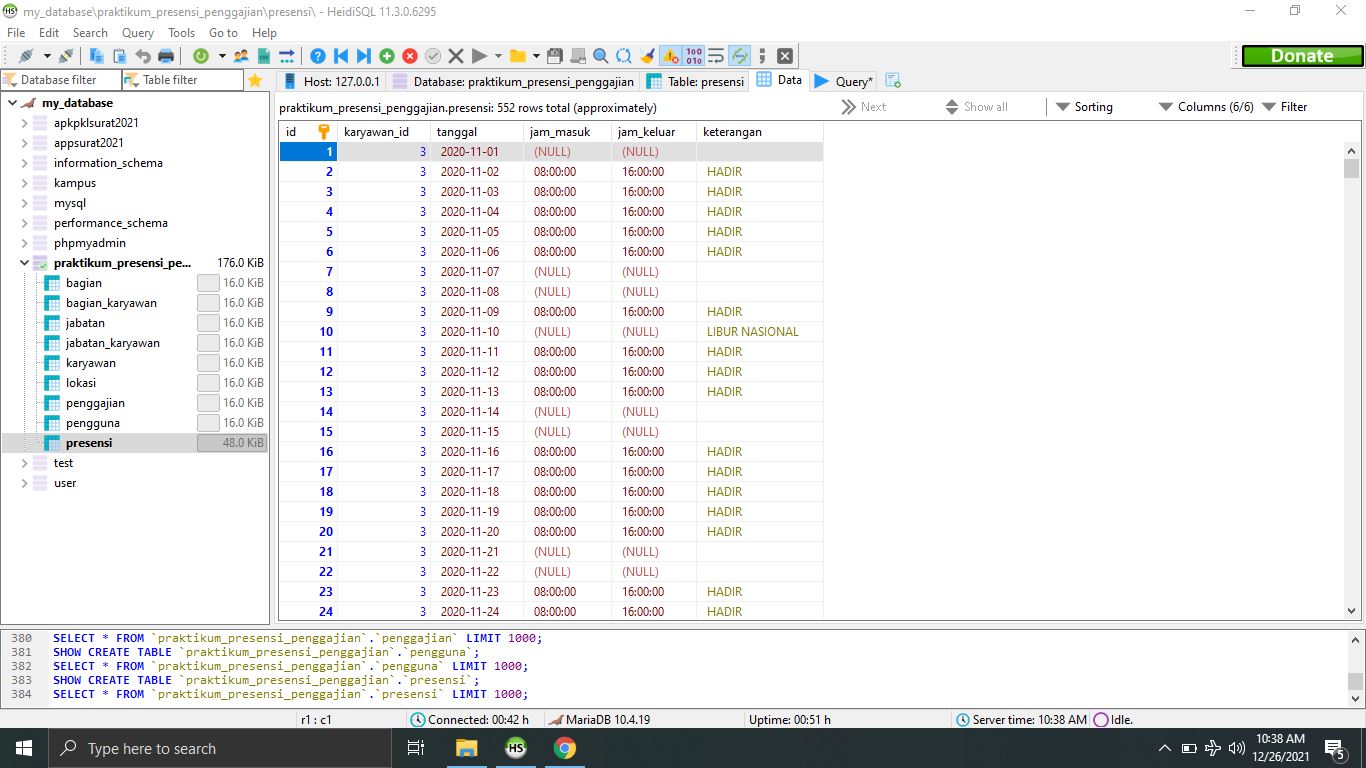 my_database\praktikum_presensi_penggajian\presensi\ - HeidiSQL 11.3.0.6295
File Edit Search Query Tools Go to Help
Donate
Database filter Table filter
Host: 127.0.0.1 Database: praktikum_presensi_penggajian Table: presensi Data Query*
praktikum_presensi_penggajian.presensi: 552 rows total (approximately) Next Show all Sorting Columns (6/6) Filter
my_database
apkpklsurat2021
appsurat2021
information_schema
kampus
mysql
performance_schema
phpmyadmin
praktikum_presensi_pe... 176.0 KiB
bagian 16.0 KiB
bagian_karyawan 16.0 KiB
jabatan 16.0 KiB
jabatan_karyawan 16.0 KiB
karyawan 16.0 KiB
lokasi 16.0 KiB
penggajian 16.0 KiB
pengguna 16.0 KiB
presensi 48.0 KiB
test
user
id karyawan_id tanggal jam_masuk jam_keluar keterangan
1 3 2020-11-01 (NULL) (NULL)
2 3 2020-11-02 08:00:00 16:00:00 HADIR
3 3 2020-11-03 08:00:00 16:00:00 HADIR
4 3 2020-11-04 08:00:00 16:00:00 HADIR
5 3 2020-11-05 08:00:00 16:00:00 HADIR
6 3 2020-11-06 08:00:00 16:00:00 HADIR
7 3 2020-11-07 (NULL) (NULL)
8 3 2020-11-08 (NULL) (NULL)
9 3 2020-11-09 08:00:00 16:00:00 HADIR
10 3 2020-11-10 (NULL) (NULL) LIBUR NASIONAL
11 3 2020-11-11 08:00:00 16:00:00 HADIR
12 3 2020-11-12 08:00:00 16:00:00 HADIR
13 3 2020-11-13 08:00:00 16:00:00 HADIR
14 3 2020-11-14 (NULL) (NULL)
15 3 2020-11-15 (NULL) (NULL)
16 3 2020-11-16 08:00:00 16:00:00 HADIR
17 3 2020-11-17 08:00:00 16:00:00 HADIR
18 3 2020-11-18 08:00:00 16:00:00 HADIR
19 3 2020-11-19 08:00:00 16:00:00 HADIR
20 3 2020-11-20 08:00:00 16:00:00 HADIR
21 3 2020-11-21 (NULL) (NULL)
22 3 2020-11-22 (NULL) (NULL)
23 3 2020-11-23 08:00:00 16:00:00 HADIR
24 3 2020-11-24 08:00:00 16:00:00 HADIR
380 SELECT * FROM `praktikum_presensi_penggajian`.`penggajian` LIMIT 1000;
381 SHOW CREATE TABLE `praktikum_presensi_penggajian`.`pengguna`;
382 SELECT * FROM `praktikum_presensi_penggajian`.`pengguna` LIMIT 1000;
383 SHOW CREATE TABLE `praktikum_presensi_penggajian`.`presensi`;
384 SELECT * FROM `praktikum_presensi_penggajian`.`presensi` LIMIT 1000;
r1 : c1 Connected: 00:42 h MariaDB 10.4.19 Uptime: 00:51 h Server time: 10:38 AM Idle.
Type here to search HS
10:38 AM
12/26/2021 5